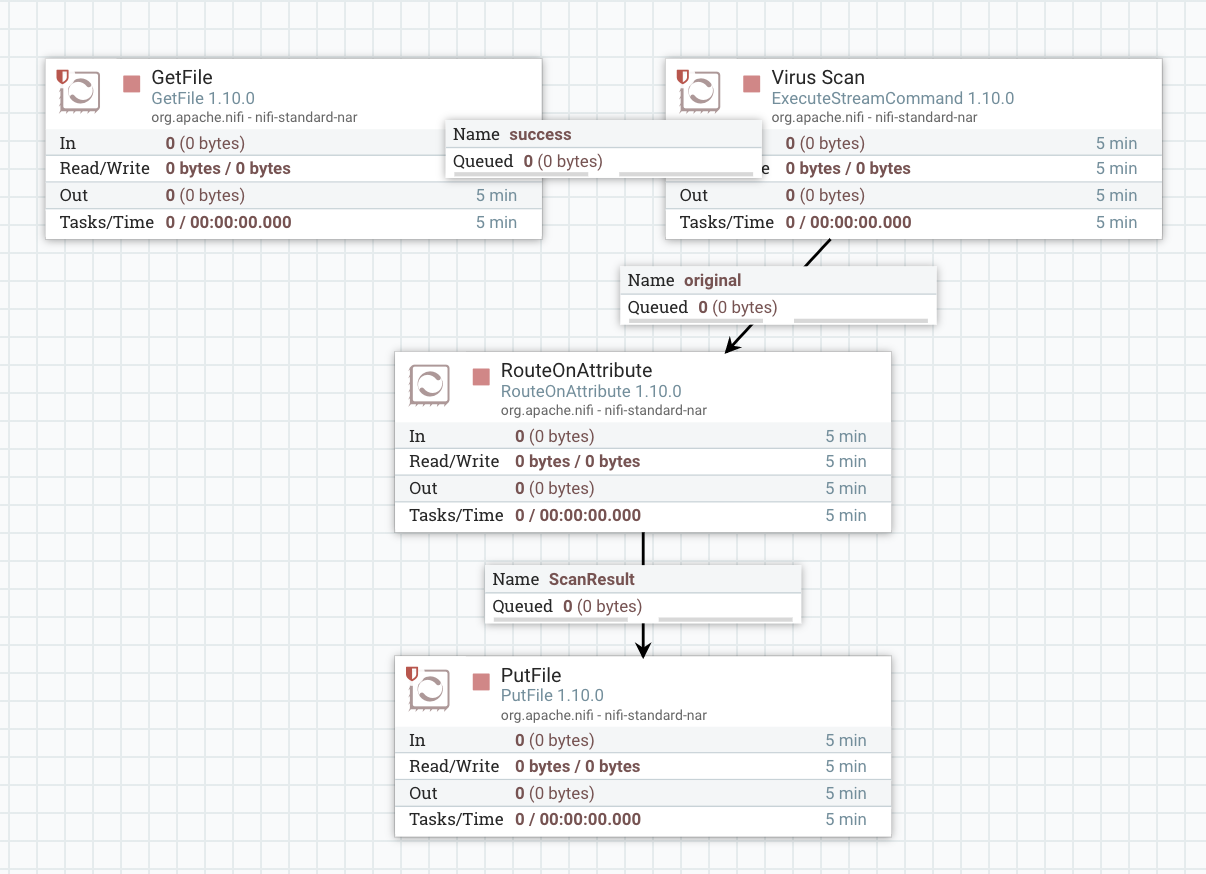 GetFile
GetFile 1.10.0
org.apache.nifi - nifi-standard-nar
In 0 (0 bytes)
Read/Write 0 bytes / 0 bytes
Out 0 (0 bytes) 5 min
Tasks/Time 0 / 00:00:00.000 5 min
Name success
Queued 0 (0 bytes)
Virus Scan
ExecuteStreamCommand 1.10.0
org.apache.nifi - nifi-standard-nar
0 (0 bytes) 5 min
e 0 bytes / 0 bytes 5 min
Out 0 (0 bytes) 5 min
Tasks/Time 0 / 00:00:00.000 5 min
Name original
Queued 0 (0 bytes)
RouteOnAttribute
RouteOnAttribute 1.10.0
org.apache.nifi - nifi-standard-nar
In 0 (0 bytes) 5 min
Read/Write 0 bytes / 0 bytes 5 min
Out 0 (0 bytes) 5 min
Tasks/Time 0 / 00:00:00.000 5 min
Name ScanResult
Queued 0 (0 bytes)
PutFile
PutFile 1.10.0
org.apache.nifi - nifi-standard-nar
In 0 (0 bytes) 5 min
Read/Write 0 bytes / 0 bytes 5 min
Out 0 (0 bytes) 5 min
Tasks/Time 0 / 00:00:00.000 5 min